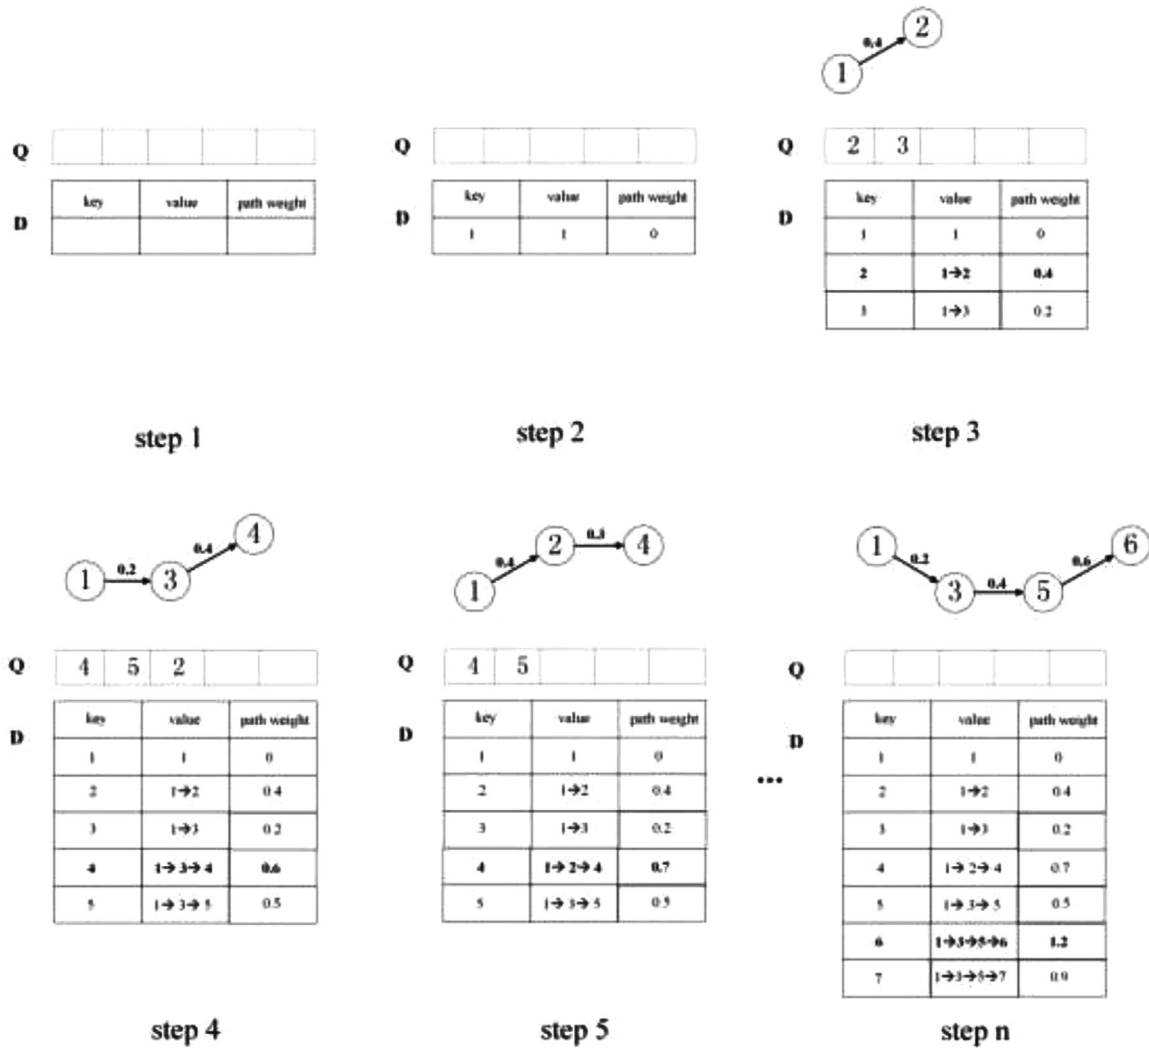 2
0.4
1
Q
key value path weight
D
step 1
Q
key value path weight
D
1 1 0
step 2
Q 2 3
key value path weight
D
1 1 0
2 1→2 0.4
3 1→3 0.2
step 3
4
0.4
0.2
1 3
Q 4 5 2
key value path weight
D
1 1 0
2 1→2 0.4
3 1→3 0.2
4 1→3→4 0.6
5 1→3→5 0.5
step 4
0.4 2 0.3 4
1
Q 4 5
key value path weight
D
1 1 0
2 1→2 0.4
3 1→3 0.2
4 1→2→4 0.7
5 1→3→5 0.5
step 5
...
1 6
0.2 0.6
3 0.4 5
Q
key value path weight
D
1 1 0
2 1→2 0.4
3 1→3 0.2
4 1→2→4 0.7
5 1→3→5 0.5
6 1→3→5→6 1.2
7 1→3→5→7 0.9
step n